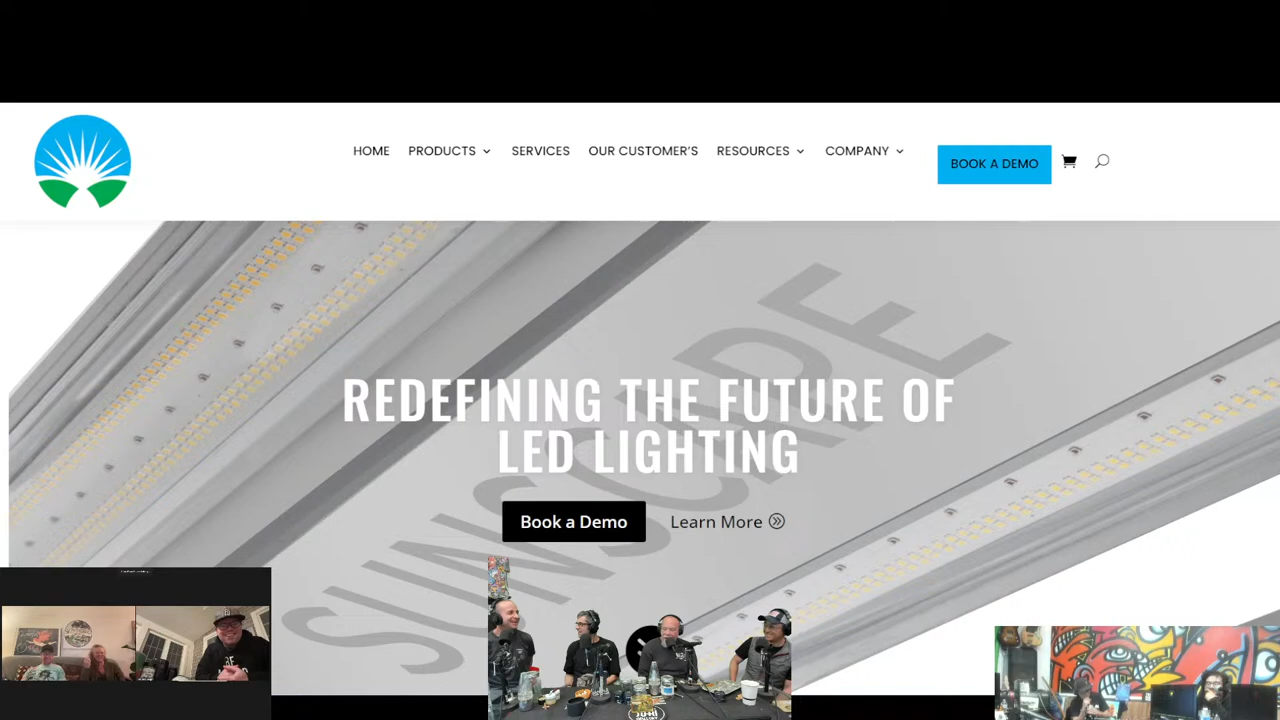 HOME PRODUCTS SERVICES OUR CUSTOMER'S RESOURCES COMPANY BOOK A DEMO
SUNSCAPE
REDEFINING THE FUTURE OF
LED LIGHTING
Book a Demo Learn More